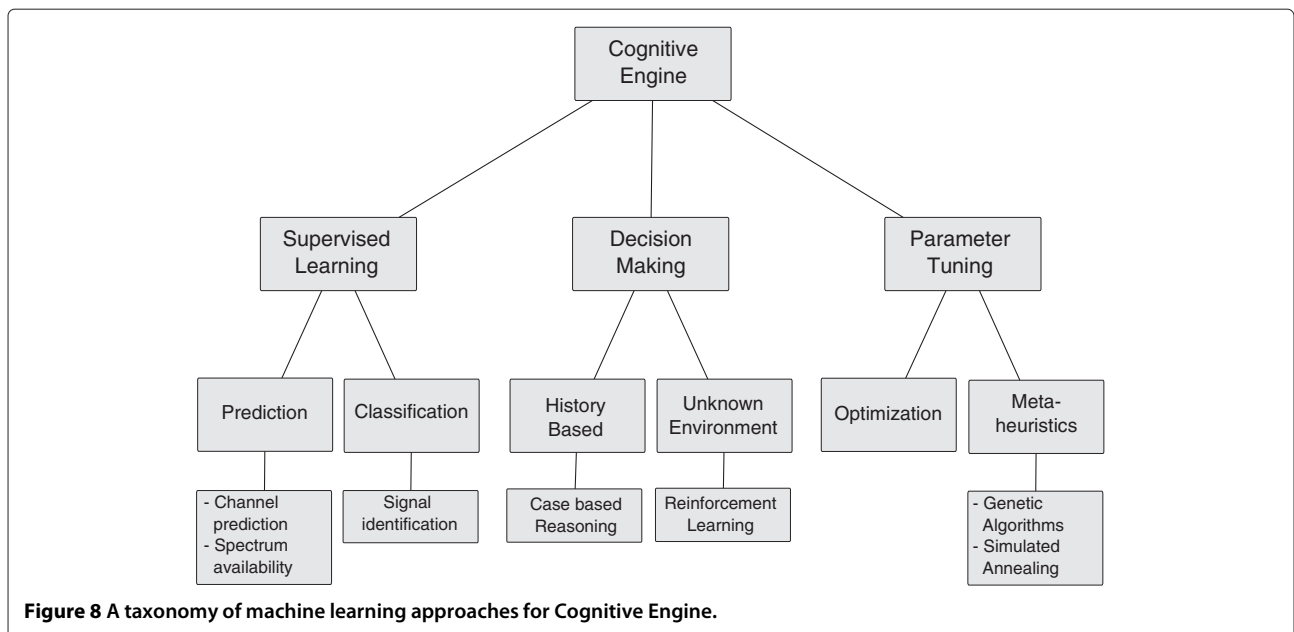 Cognitive
Engine
Supervised
Learning
Decision
Making
Parameter
Tuning
Prediction
Classification
History
Based
Unknown
Environment
Optimization
Meta-
heuristics
- Channel
prediction
- Spectrum
availability
Signal
identification
Case based
Reasoning
Reinforcement
Learning
- Genetic
Algorithms
- Simulated
Annealing
Figure 8 A taxonomy of machine learning approaches for Cognitive Engine.